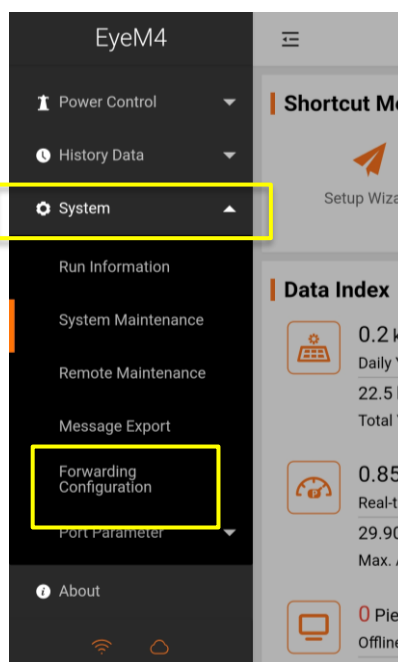 EyeM4
Power Control
History Data
System
Run Information
System Maintenance
Remote Maintenance
Message Export
Forwarding
Configuration
Port Parameter
About
Shortcut
Setup
Data Index
0.2
Daily
22.5
Total
0.85
Real-t
29.90
Max.
0 Pie
Offline